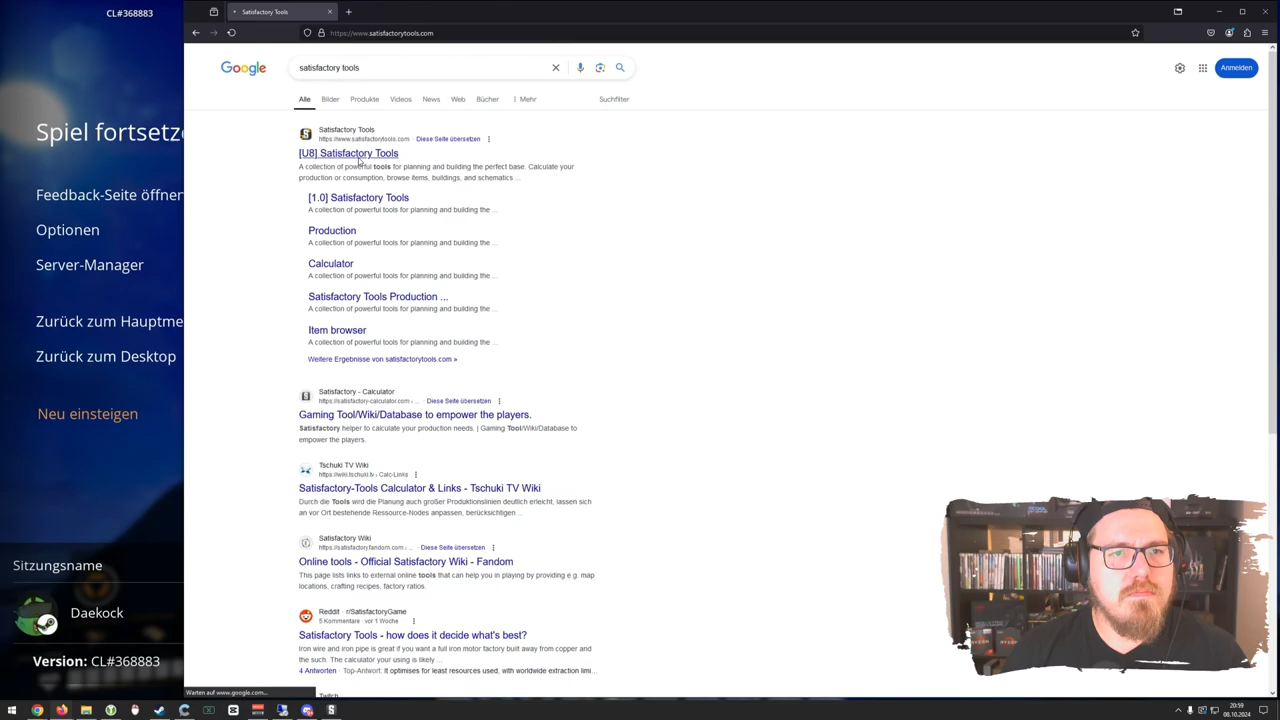 CL#368883
Satisfactory Tools
https://www.satisfactorytools.com
Google
satisfactory tools
Anmelden
Alle
Bilder
Produkte
Videos
News
Web
Bücher
Mehr
Suchfilter
Spiel fortsetze
Feedback-Seite
Optionen
Server-Manager
Zurück zum Hauptme
Zurück zum Desktop
Neu einsteigen
Sitzungsname
Daekock
Version: CL#368883
Satisfactory Tools
https://www.satisfactorytools.com · Diese Seite übersetzen
[U8] Satisfactory Tools
A collection of powerful tools for planning and building the perfect base. Calculate your
production or consumption, browse items, buildings, and schematics ...
[1.0] Satisfactory Tools
A collection of powerful tools for planning and building the ...
Production
A collection of powerful tools for planning and building the ...
Calculator
A collection of powerful tools for planning and building the ...
Satisfactory Tools Production ...
A collection of powerful tools for planning and building the ...
Item browser
A collection of powerful tools for planning and building the ...
Weitere Ergebnisse von satisfactorytools.com »
Satisfactory - Calculator
https://satisfactory-calculator.com › ... · Diese Seite übersetzen
Gaming Tool/Wiki/Database to empower the players.
Satisfactory helper to calculate your production needs. | Gaming Tool/Wiki/Database to
empower the players.
Tschuki TV Wiki
https://wiki.tschuki.tv › Calc-Links
Satisfactory-Tools Calculator & Links - Tschuki TV Wiki
Durch die Tools wird die Planung auch großer Produktionslinien deutlich erleichtert, lassen sich
an vor Ort bestehende Ressource-Nodes anpassen, berücksichtigen ...
Satisfactory Wiki
https://satisfactory.fandom.com › ... · Diese Seite übersetzen
Online tools - Official Satisfactory Wiki - Fandom
This page lists links to external online tools that can help you in playing by providing e.g. map
locations, crafting recipes, factory ratios.
Reddit · r/SatisfactoryGame
5 Kommentare · vor 1 Woche
Satisfactory Tools - how does it decide what's best?
Iron wire and iron pipe is great if you want a full iron motor factory built away from copper and
the such. The calculator your using is likely ...
4 Antworten · Top-Antwort: It optimises for least resources used, with worldwide extraction limi...
Twitch
Warten auf www.google.com...
20:59
08.10.2024